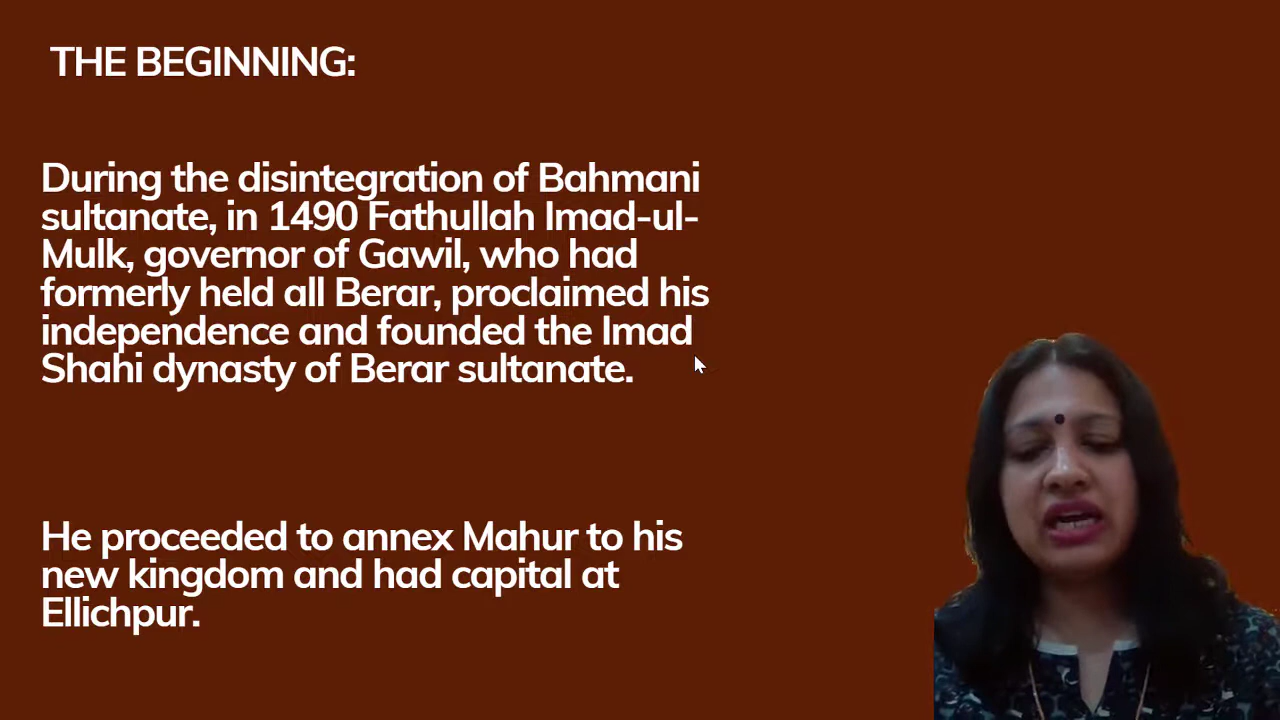 THE BEGINNING:
During the disintegration of Bahmani
sultanate, in 1490 Fathullah Imad-ul-
Mulk, governor of Gawil, who had
formerly held all Berar, proclaimed his
independence and founded the Imad
Shahi dynasty of Berar sultanate.
He proceeded to annex Mahur to his
new kingdom and had capital at
Ellichpur.